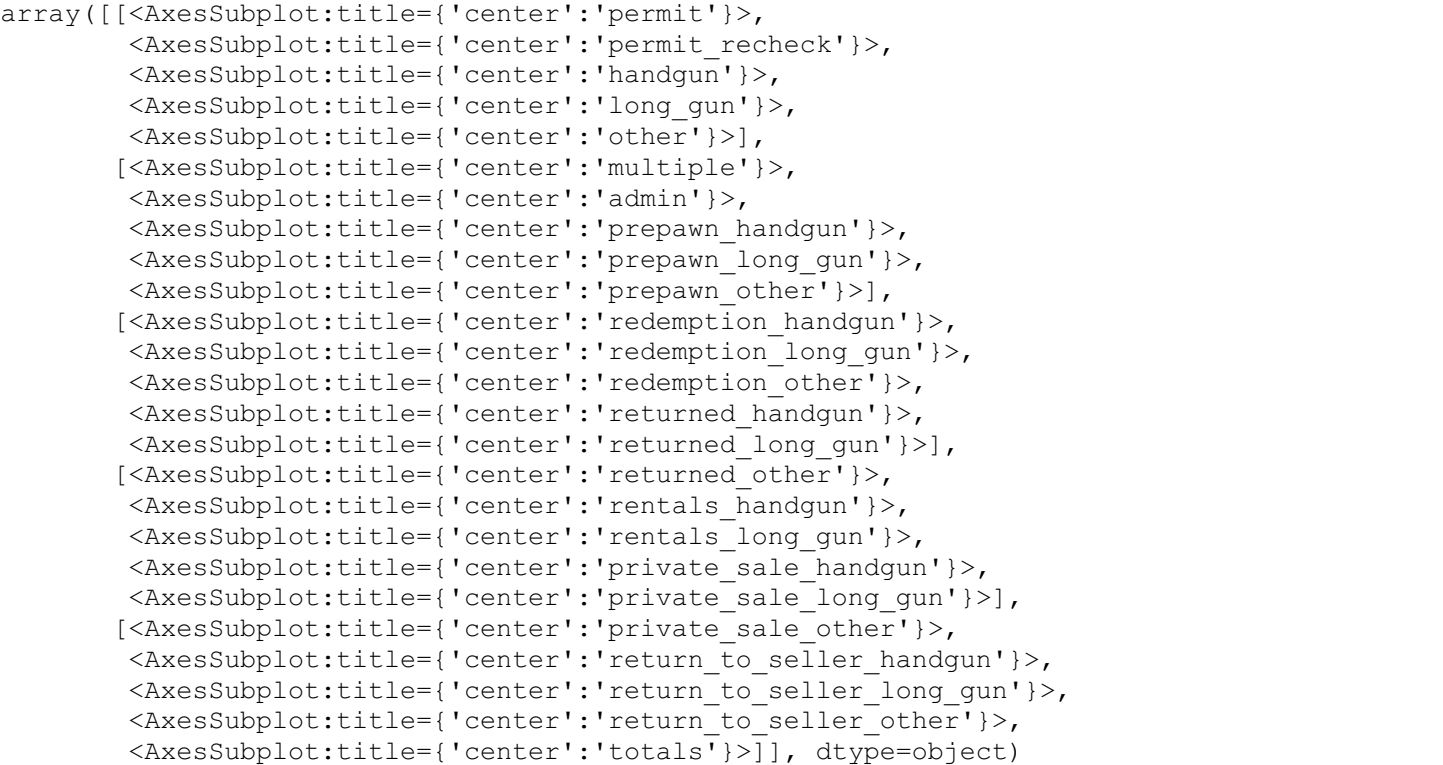 array([[<AxesSubplot:title={'center':'permit'}>,
        <AxesSubplot:title={'center':'permit_recheck'}>,
        <AxesSubplot:title={'center':'handgun'}>,
        <AxesSubplot:title={'center':'long_gun'}>,
        <AxesSubplot:title={'center':'other'}>],
       [<AxesSubplot:title={'center':'multiple'}>,
        <AxesSubplot:title={'center':'admin'}>,
        <AxesSubplot:title={'center':'prepawn_handgun'}>,
        <AxesSubplot:title={'center':'prepawn_long_gun'}>,
        <AxesSubplot:title={'center':'prepawn_other'}>],
       [<AxesSubplot:title={'center':'redemption_handgun'}>,
        <AxesSubplot:title={'center':'redemption_long_gun'}>,
        <AxesSubplot:title={'center':'redemption_other'}>,
        <AxesSubplot:title={'center':'returned_handgun'}>,
        <AxesSubplot:title={'center':'returned_long_gun'}>],
       [<AxesSubplot:title={'center':'returned_other'}>,
        <AxesSubplot:title={'center':'rentals_handgun'}>,
        <AxesSubplot:title={'center':'rentals_long_gun'}>,
        <AxesSubplot:title={'center':'private_sale_handgun'}>,
        <AxesSubplot:title={'center':'private_sale_long_gun'}>],
       [<AxesSubplot:title={'center':'private_sale_other'}>,
        <AxesSubplot:title={'center':'return_to_seller_handgun'}>,
        <AxesSubplot:title={'center':'return_to_seller_long_gun'}>,
        <AxesSubplot:title={'center':'return_to_seller_other'}>,
        <AxesSubplot:title={'center':'totals'}>]], dtype=object)